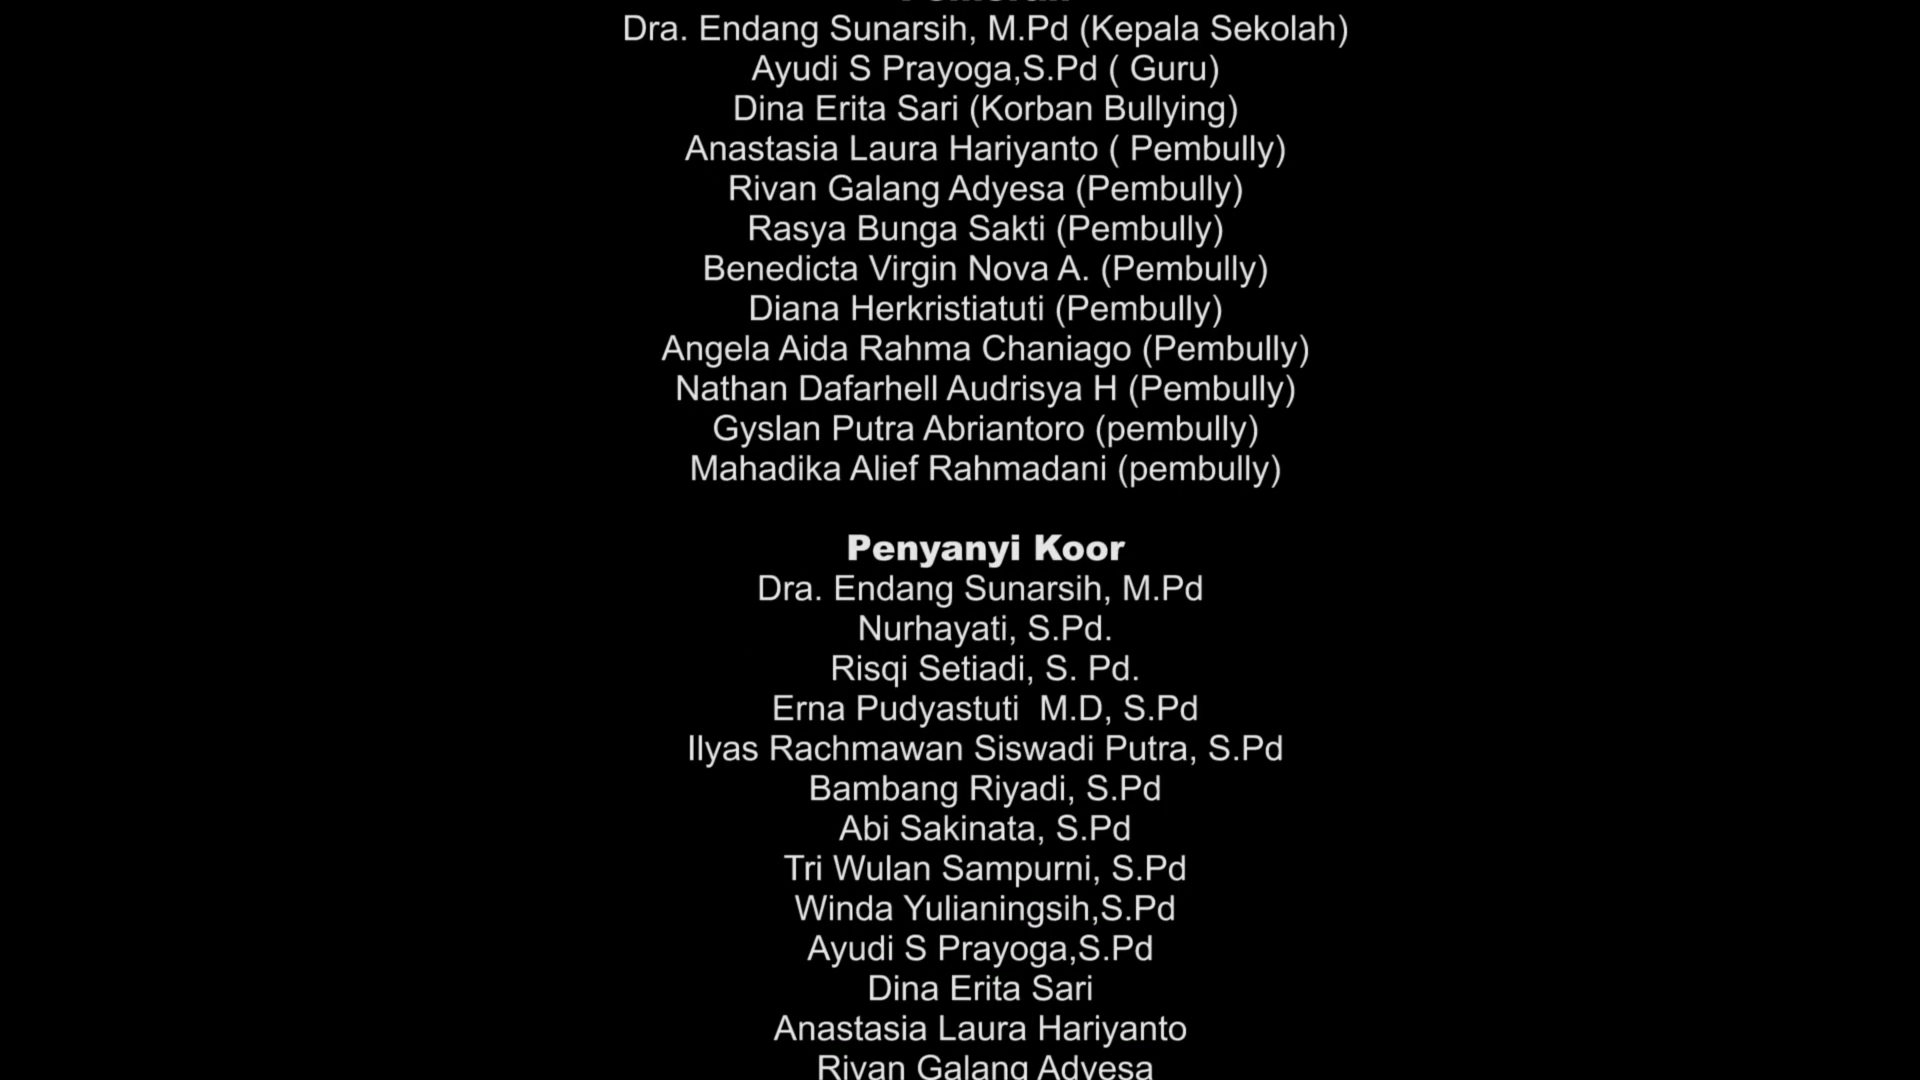 Dra. Endang Sunarsih, M.Pd (Kepala Sekolah)
Ayudi S Prayoga,S.Pd ( Guru)
Dina Erita Sari (Korban Bullying)
Anastasia Laura Hariyanto ( Pembully)
Rivan Galang Adyesa (Pembully)
Rasya Bunga Sakti (Pembully)
Benedicta Virgin Nova A. (Pembully)
Diana Herkristiatuti (Pembully)
Angela Aida Rahma Chaniago (Pembully)
Nathan Dafarhell Audrisya H (Pembully)
Gyslan Putra Abriantoro (pembully)
Mahadika Alief Rahmadani (pembully)
Penyanyi Koor
Dra. Endang Sunarsih, M.Pd
Nurhayati, S.Pd.
Risqi Setiadi, S. Pd.
Erna Pudyastuti  M.D, S.Pd
Ilyas Rachmawan Siswadi Putra, S.Pd
Bambang Riyadi, S.Pd
Abi Sakinata, S.Pd
Tri Wulan Sampurni, S.Pd
Winda Yulianingsih,S.Pd
Ayudi S Prayoga,S.Pd
Dina Erita Sari
Anastasia Laura Hariyanto
Rivan Galang Adyesa